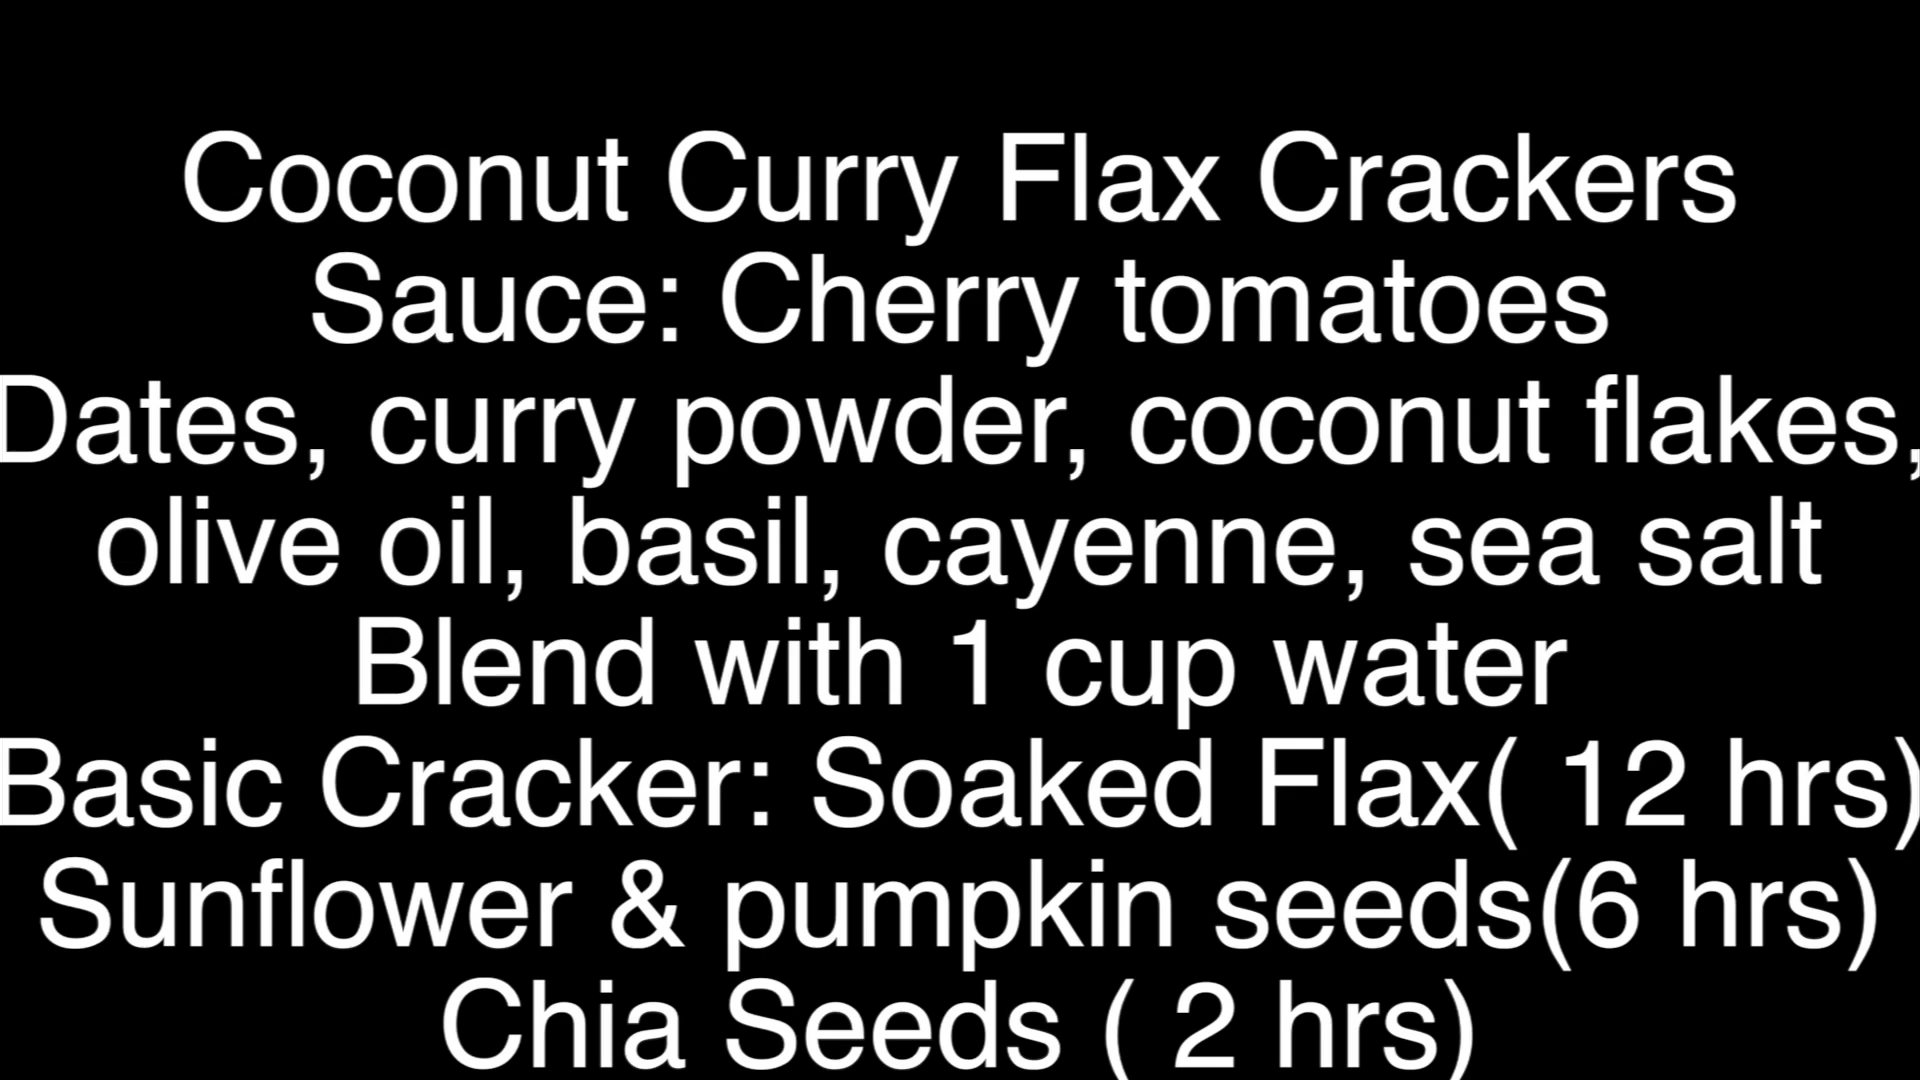 Coconut Curry Flax Crackers
Sauce: Cherry tomatoes
Dates, curry powder, coconut flakes,
olive oil, basil, cayenne, sea salt
Blend with 1 cup water
Basic Cracker: Soaked Flax( 12 hrs)
Sunflower & pumpkin seeds(6 hrs)
Chia Seeds ( 2 hrs)